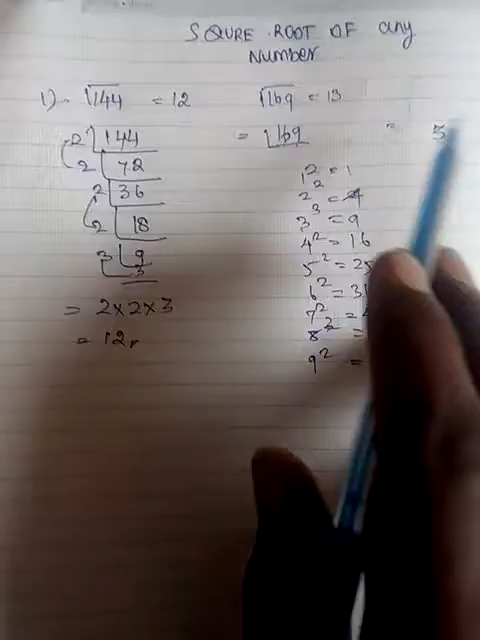 SQURE ROOT OF any
Number
1) √144 = 12
2 144
2 72
2 36
2 18
3 9
3
= 2×2×3
= 12
√169 = 13
= 169 =
1² = 1
2² = 4
3² = 9
4² = 16
5² = 25
6² = 3
7² =
8² =
9² =